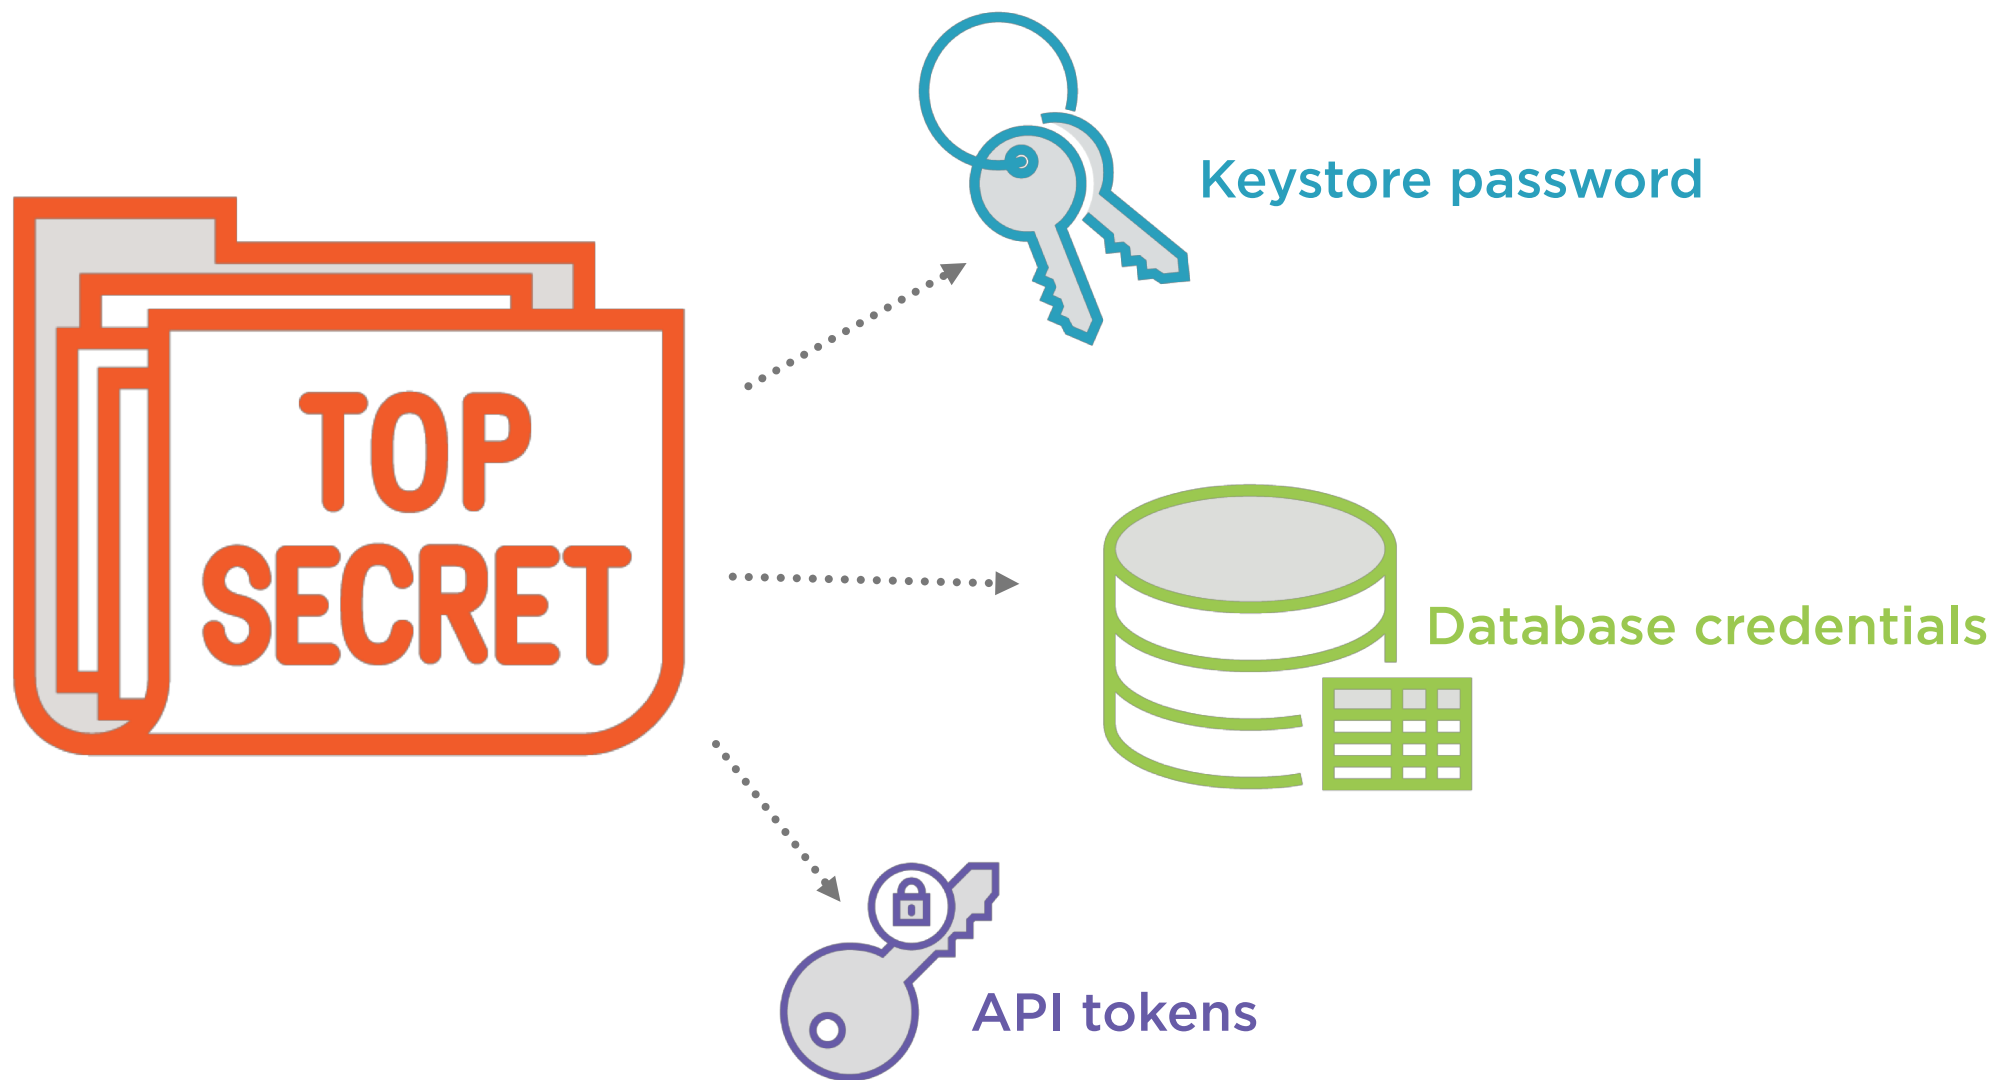 Keystore password
TOP
SECRET
Database credentials
API tokens